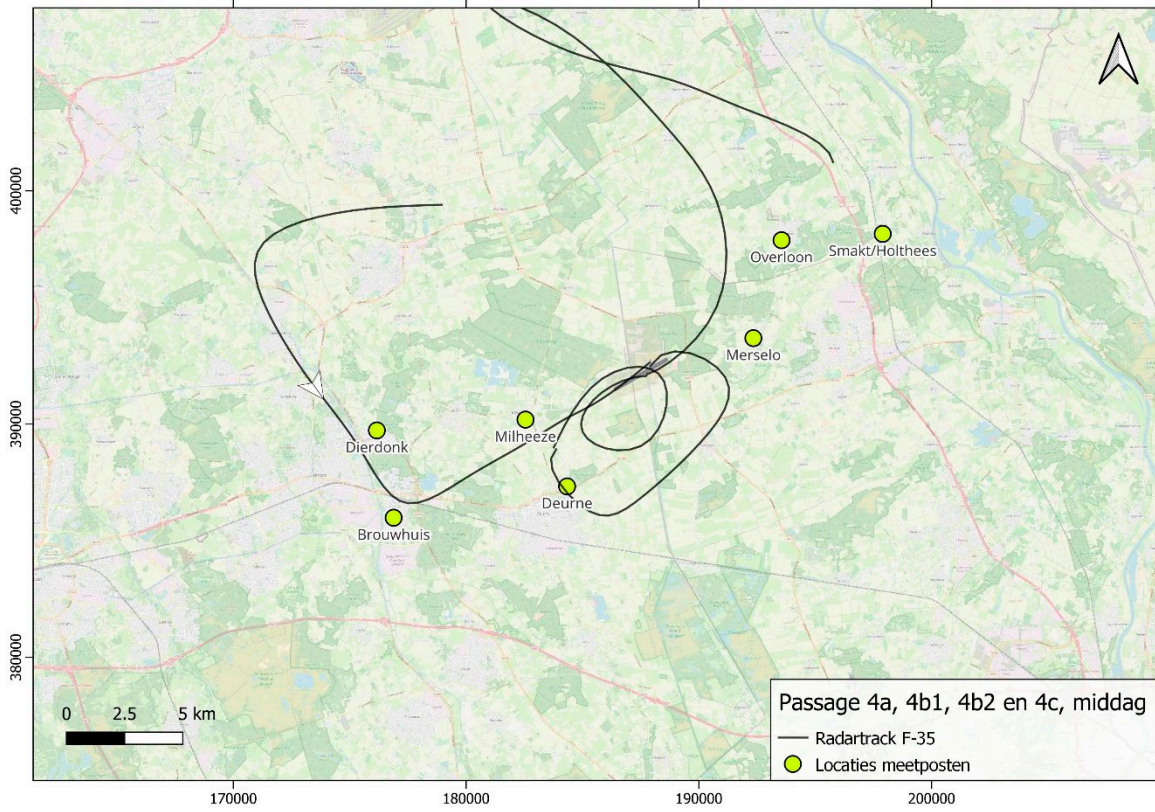 400000
390000
380000
Overloon
Smakt/Holthees
Merselo
Milheeze
Dierdonk
Deurne
Brouwhuis
0 2.5 5 km
Passage 4a, 4b1, 4b2 en 4c, middag
Radartrack F-35
Locaties meetposten
170000 180000 190000 200000